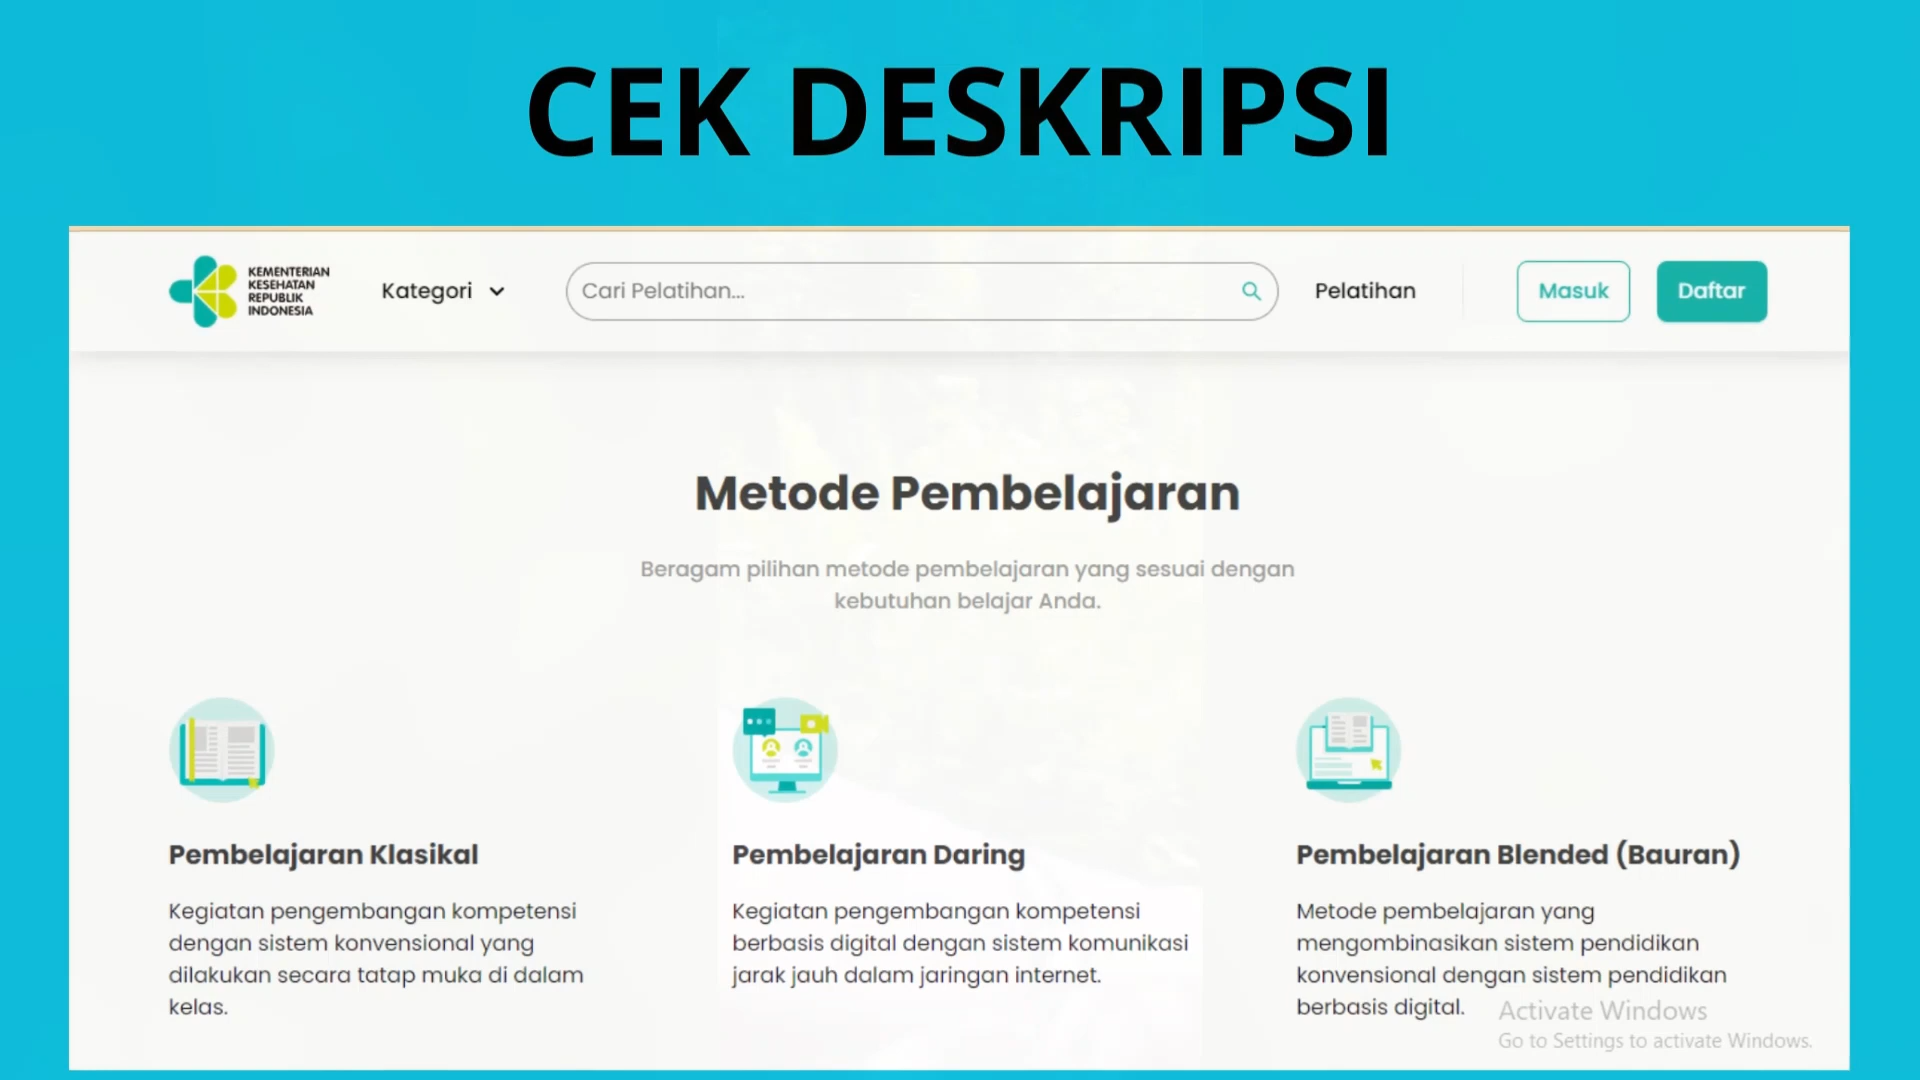 CEK DESKRIPSI
KEMENTERIAN
KESEHATAN
REPUBLIK
INDONESIA
Kategori
Cari Pelatihan...
Pelatihan
Masuk
Daftar
Metode Pembelajaran
Beragam pilihan metode pembelajaran yang sesuai dengan
kebutuhan belajar Anda.
Pembelajaran Klasikal
Kegiatan pengembangan kompetensi
dengan sistem konvensional yang
dilakukan secara tatap muka di dalam
kelas.
Pembelajaran Daring
Kegiatan pengembangan kompetensi
berbasis digital dengan sistem komunikasi
jarak jauh dalam jaringan internet.
Pembelajaran Blended (Bauran)
Metode pembelajaran yang
mengombinasikan sistem pendidikan
konvensional dengan sistem pendidikan
berbasis digital.
Activate Windows
Go to Settings to activate Windows.